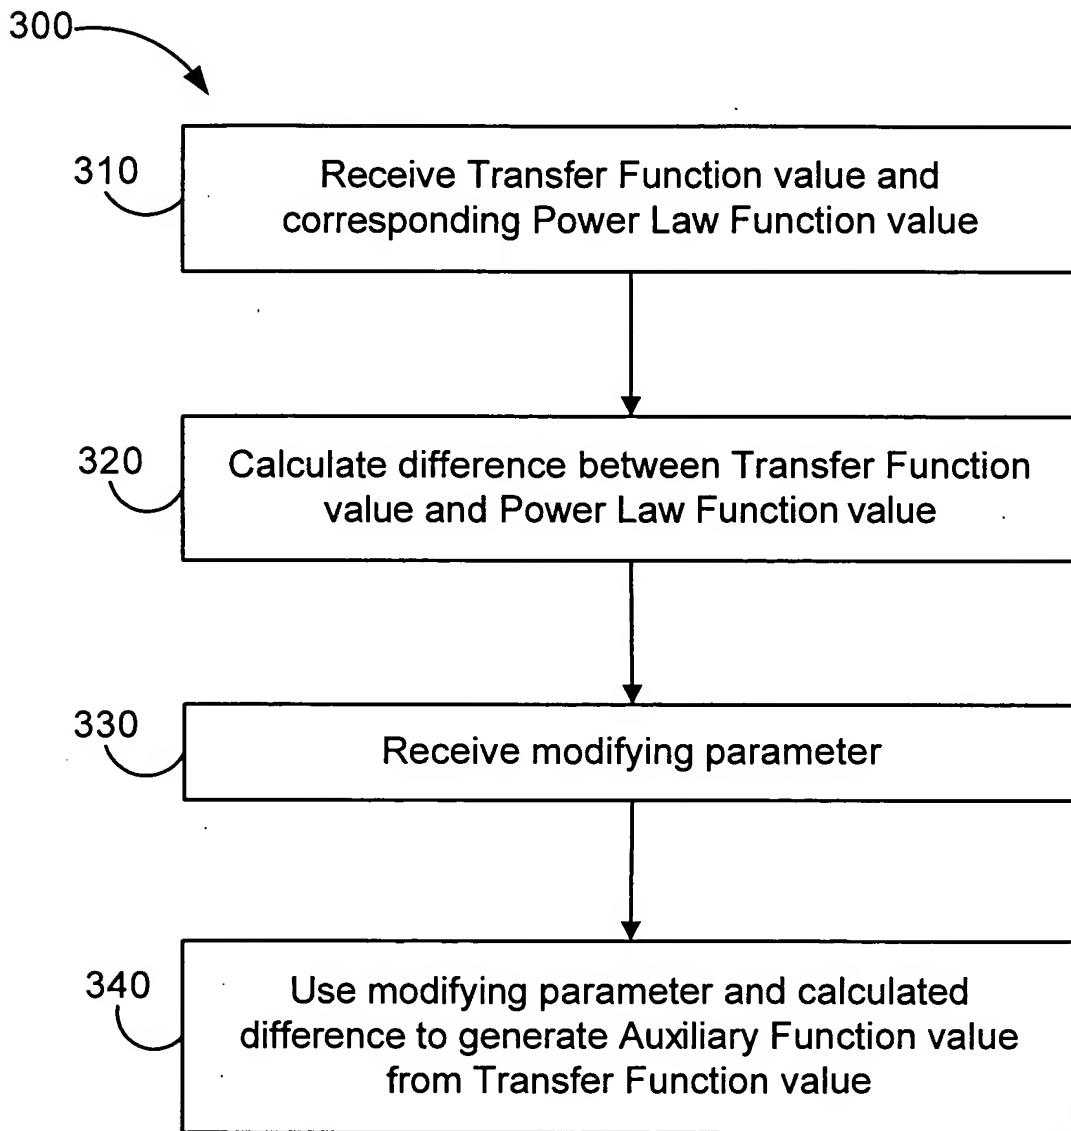 300
310
Receive Transfer Function value and
corresponding Power Law Function value
320
Calculate difference between Transfer Function
value and Power Law Function value
330
Receive modifying parameter
340
Use modifying parameter and calculated
difference to generate Auxiliary Function value
from Transfer Function value